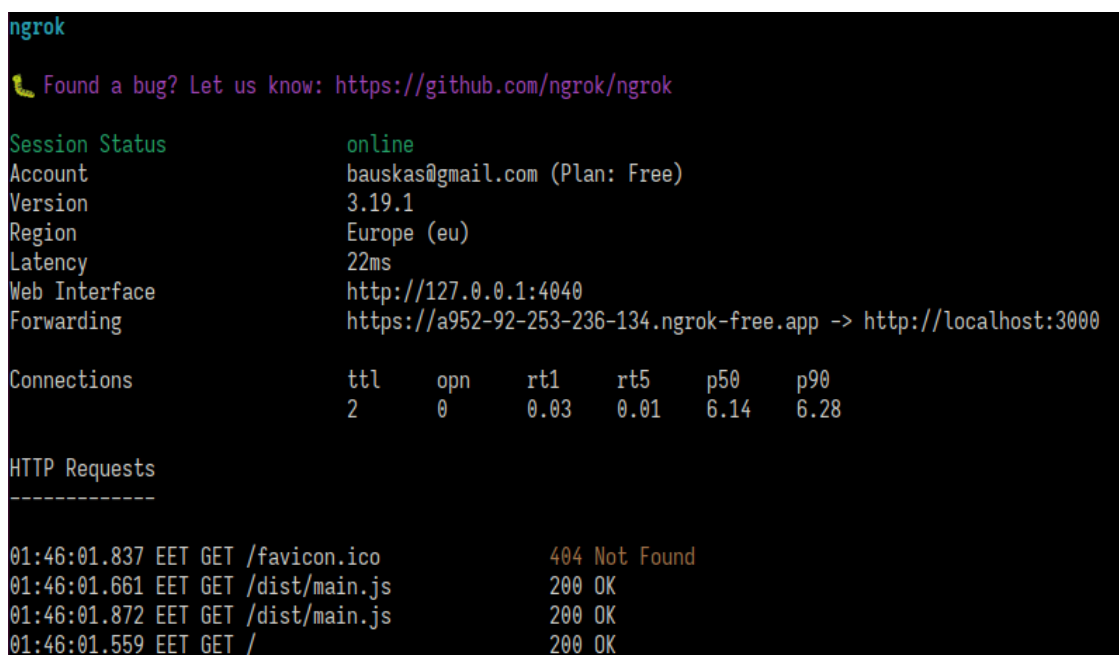 ngrok
🐛 Found a bug? Let us know: https://github.com/ngrok/ngrok
Session Status online
Account bauskas@gmail.com (Plan: Free)
Version 3.19.1
Region Europe (eu)
Latency 22ms
Web Interface http://127.0.0.1:4040
Forwarding https://a952-92-253-236-134.ngrok-free.app -> http://localhost:3000
Connections ttl opn rt1 rt5 p50 p90
2 0 0.03 0.01 6.14 6.28
HTTP Requests
-------------
01:46:01.837 EET GET /favicon.ico 404 Not Found
01:46:01.661 EET GET /dist/main.js 200 OK
01:46:01.872 EET GET /dist/main.js 200 OK
01:46:01.559 EET GET / 200 OK